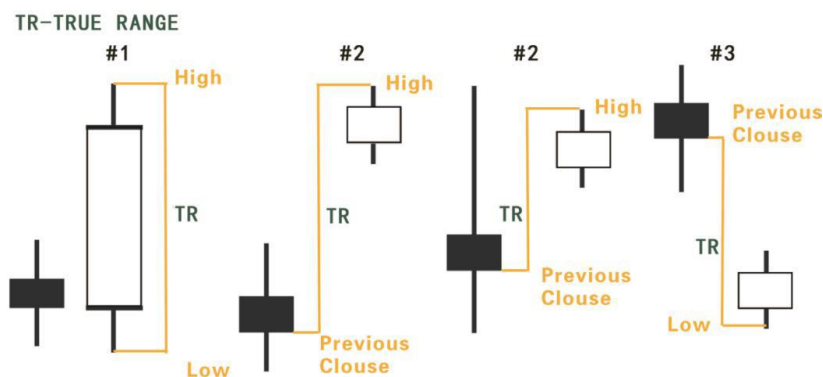 TR-TRUE RANGE
#1
High
TR
Low
#2
High
TR
Previous
Clouse
#2
High
TR
Previous
Clouse
#3
Previous
Clouse
TR
Low